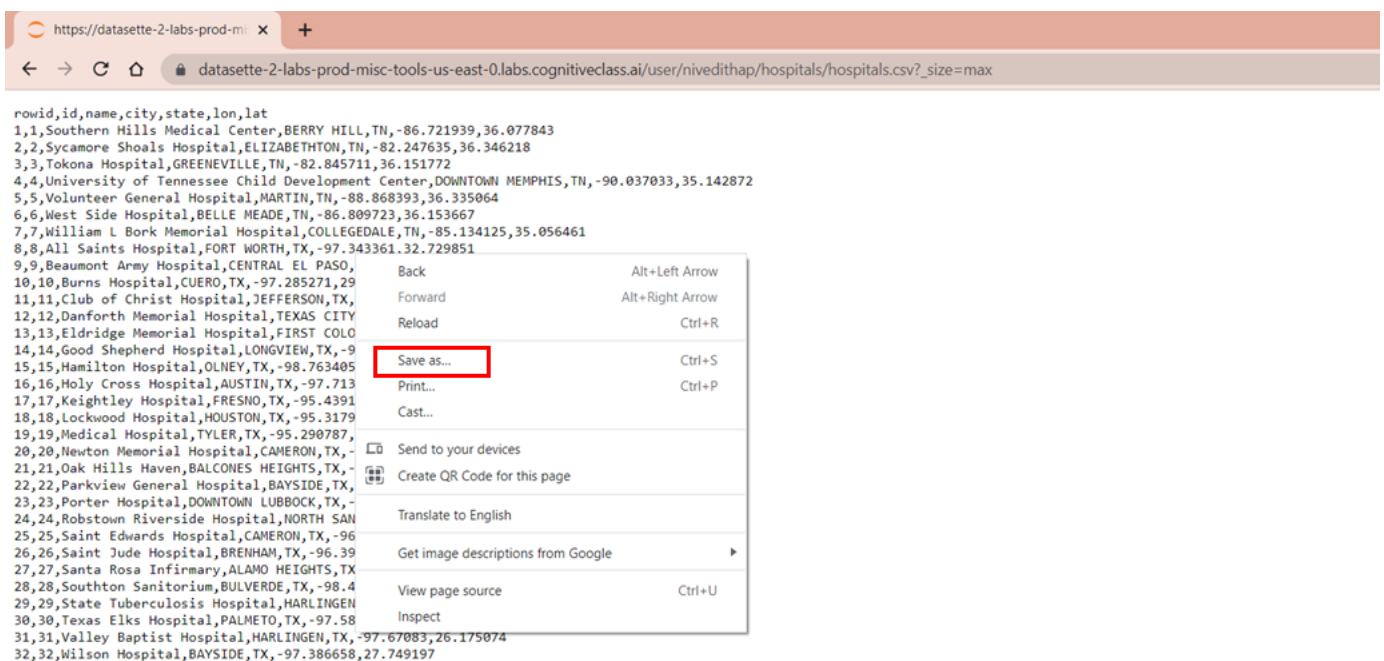 https://datasette-2-labs-prod-mi
datasette-2-labs-prod-misc-tools-us-east-0.labs.cognitiveclass.ai/user/nivedithap/hospitals/hospitals.csv?_size=max
rowid,id,name,city,state,lon,lat
1,1,Southern Hills Medical Center,BERRY HILL,TN,-86.721939,36.077843
2,2,Sycamore Shoals Hospital,ELIZABETHTON,TN,-82.247635,36.346218
3,3,Tokona Hospital,GREENEVILLE,TN,-82.845711,36.151772
4,4,University of Tennessee Child Development Center,DOWNTOWN MEMPHIS,TN,-90.037033,35.142872
5,5,Volunteer General Hospital,MARTIN,TN,-88.868393,36.335064
6,6,West Side Hospital,BELLE MEADE,TN,-86.809723,36.153667
7,7,William L Bork Memorial Hospital,COLLEGEDALE,TN,-85.134125,35.056461
8,8,All Saints Hospital,FORT WORTH,TX,-97.343361,32.729851
9,9,Beaumont Army Hospital,CENTRAL EL PASO,
10,10,Burns Hospital,CUERO,TX,-97.285271,29
11,11,Club of Christ Hospital,JEFFERSON,TX,
12,12,Danforth Memorial Hospital,TEXAS CITY
13,13,Eldridge Memorial Hospital,FIRST COLO
14,14,Good Shepherd Hospital,LONGVIEW,TX,-9
15,15,Hamilton Hospital,OLNEY,TX,-98.763405
16,16,Holy Cross Hospital,AUSTIN,TX,-97.713
17,17,Keightley Hospital,FRESNO,TX,-95.4391
18,18,Lockwood Hospital,HOUSTON,TX,-95.3179
19,19,Medical Hospital,TYLER,TX,-95.290787,
20,20,Newton Memorial Hospital,CAMERON,TX,-
21,21,Oak Hills Haven,BALCONES HEIGHTS,TX,-
22,22,Parkview General Hospital,BAYSIDE,TX,
23,23,Porter Hospital,DOWNTOWN LUBBOCK,TX,-
24,24,Robstown Riverside Hospital,NORTH SAN
25,25,Saint Edwards Hospital,CAMERON,TX,-96
26,26,Saint Jude Hospital,BRENHAM,TX,-96.39
27,27,Santa Rosa Infirmary,ALAMO HEIGHTS,TX
28,28,Southton Sanitorium,BULVERDE,TX,-98.4
29,29,State Tuberculosis Hospital,HARLINGEN
30,30,Texas Elks Hospital,PALMETO,TX,-97.58
31,31,Valley Baptist Hospital,HARLINGEN,TX,-97.67083,26.175074
32,32,Wilson Hospital,BAYSIDE,TX,-97.386658,27.749197
Back Alt+Left Arrow
Forward Alt+Right Arrow
Reload Ctrl+R
Save as... Ctrl+S
Print... Ctrl+P
Cast...
Send to your devices
Create QR Code for this page
Translate to English
Get image descriptions from Google
View page source Ctrl+U
Inspect